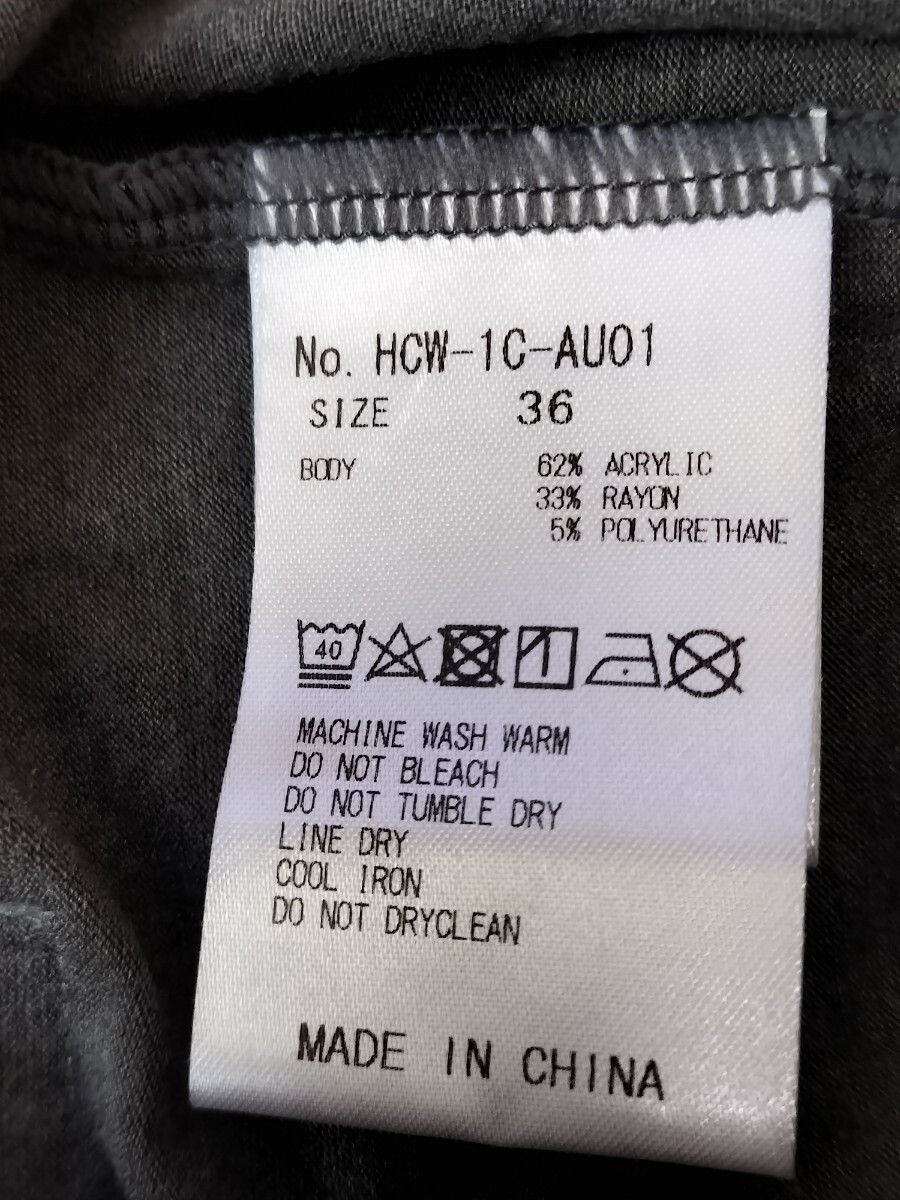 No. HCW-1C-AU01
SIZE 36
BODY 62% ACRYLIC
33% RAYON
5% POLYURETHANE
40
MACHINE WASH WARM
DO NOT BLEACH
DO NOT TUMBLE DRY
LINE DRY
COOL IRON
DO NOT DRYCLEAN
MADE IN CHINA